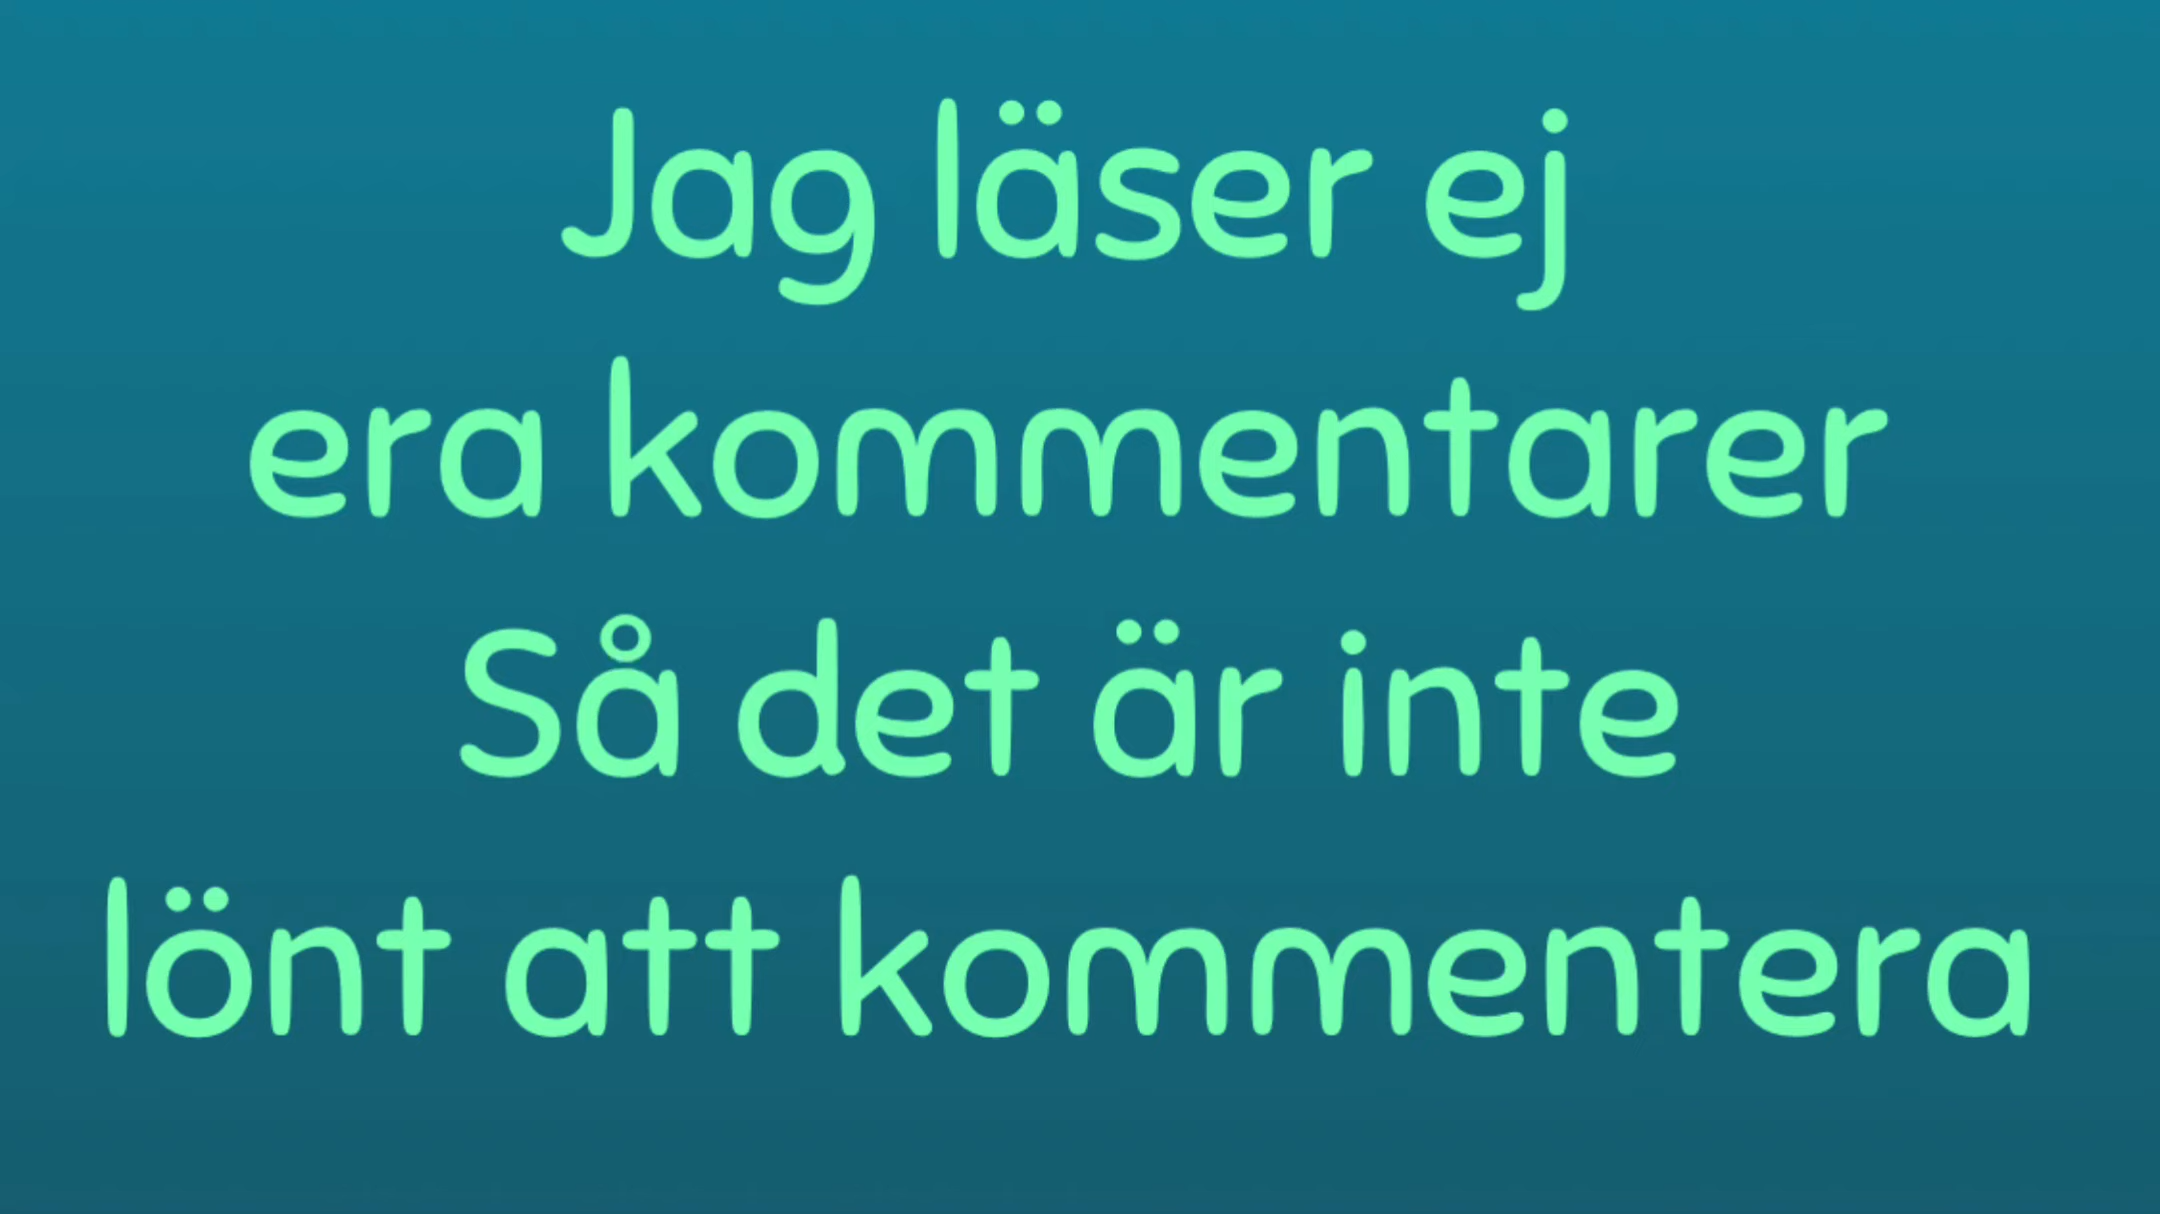 Jag läser ej
era kommentarer
Så det är inte
lönt att kommentera